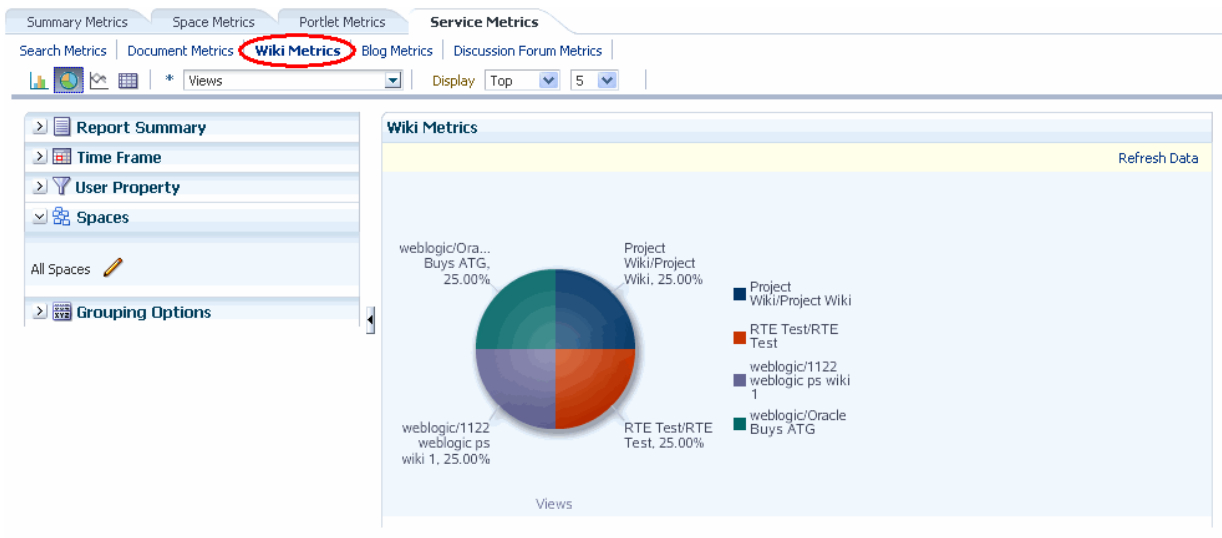 Summary Metrics Space Metrics Portlet Metrics Service Metrics
Search Metrics Document Metrics Wiki Metrics Blog Metrics Discussion Forum Metrics
* Views Display Top 5
Report Summary
Time Frame
User Property
Spaces
All Spaces
Grouping Options
Wiki Metrics
Refresh Data
weblogic/Ora...
Buys ATG,
25.00%
Project
Wiki/Project
Wiki, 25.00%
weblogic/1122
weblogic ps
wiki 1, 25.00%
RTE Test/RTE
Test, 25.00%
Views
Project
Wiki/Project Wiki
RTE Test/RTE
Test
weblogic/1122
weblogic ps wiki
1
weblogic/Oracle
Buys ATG